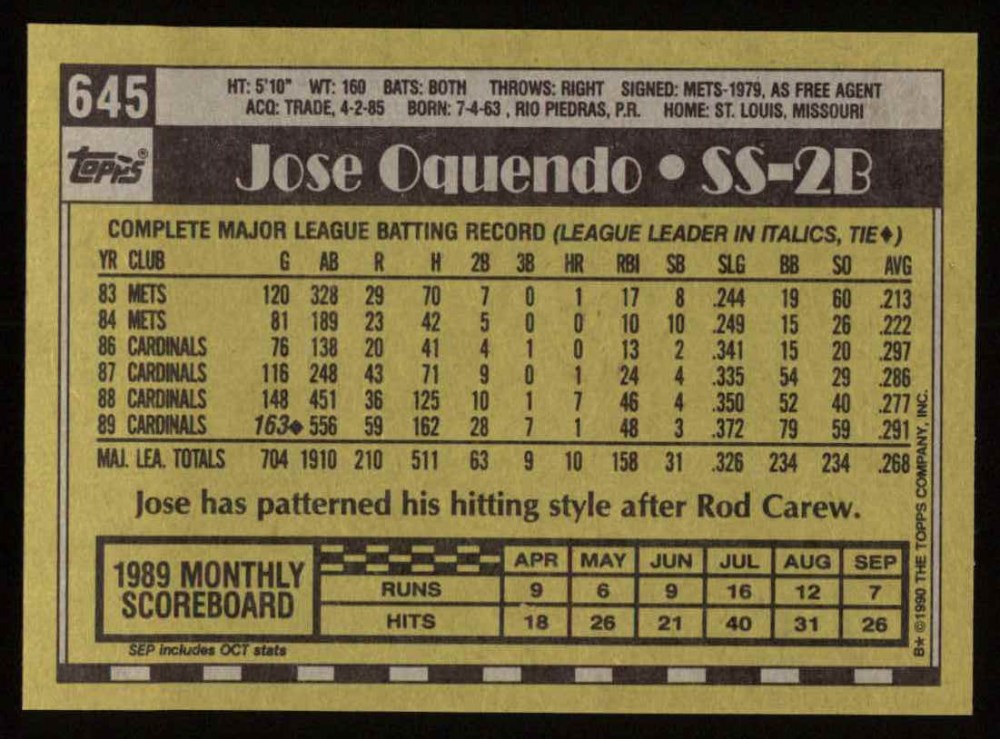 645
HT: 5'10" WT: 160 BATS: BOTH THROWS: RIGHT SIGNED: METS-1979, AS FREE AGENT
ACQ: TRADE, 4-2-85 BORN: 7-4-63 , RIO PIEDRAS, P.R. HOME: ST. LOUIS, MISSOURI
TOPPS®
Jose Oquendo • SS-2B
COMPLETE MAJOR LEAGUE BATTING RECORD (LEAGUE LEADER IN ITALICS, TIE♦)
YR CLUB G AB R H 2B 3B HR RBI SB SLG BB SO AVG
83 METS 120 328 29 70 7 0 1 17 8 .244 19 60 .213
84 METS 81 189 23 42 5 0 0 10 10 .249 15 26 .222
86 CARDINALS 76 138 20 41 4 1 0 13 2 .341 15 20 .297
87 CARDINALS 116 248 43 71 9 0 1 24 4 .335 54 29 .286
88 CARDINALS 148 451 36 125 10 1 7 46 4 .350 52 40 .277
89 CARDINALS 163♦ 556 59 162 28 7 1 48 3 .372 79 59 .291
MAJ. LEA. TOTALS 704 1910 210 511 63 9 10 158 31 .326 234 234 .268
Jose has patterned his hitting style after Rod Carew.
1989 MONTHLY
SCOREBOARD
APR MAY JUN JUL AUG SEP
RUNS 9 6 9 16 12 7
HITS 18 26 21 40 31 26
SEP includes OCT stats
B★ ©1990 THE TOPPS COMPANY, INC.